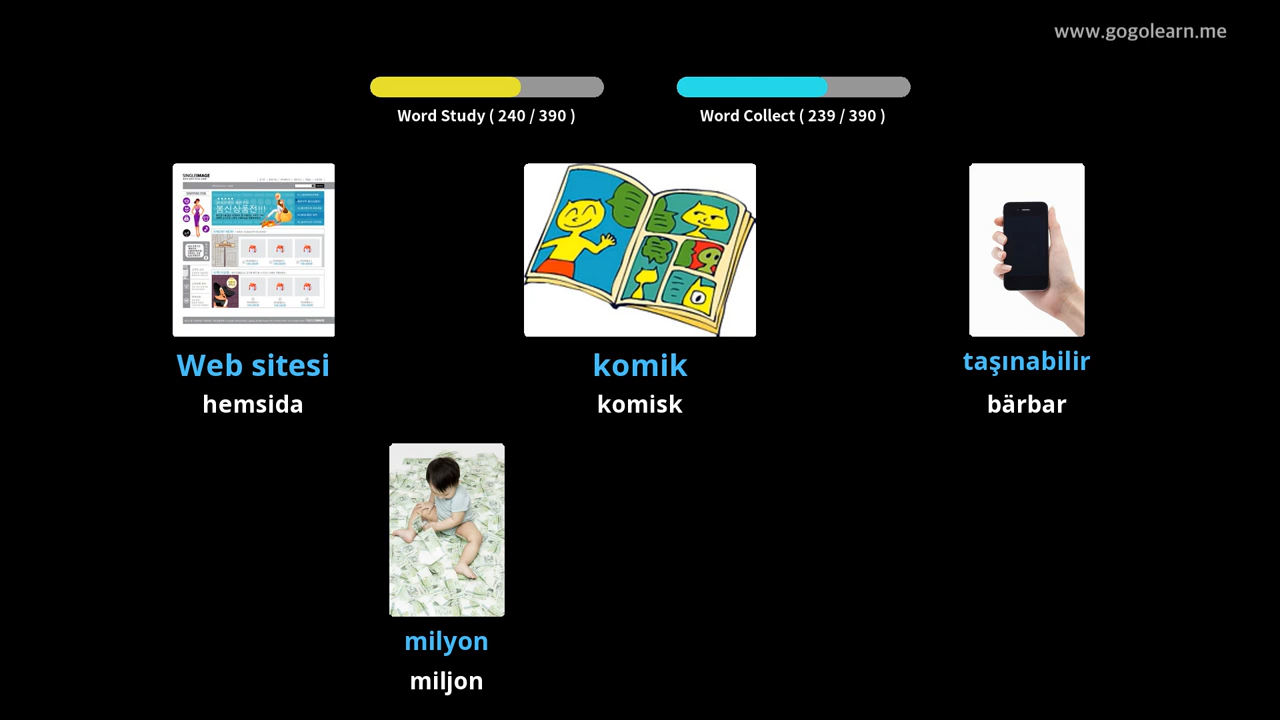 www.gogolearn.me
Word Study ( 240 / 390 )
Word Collect ( 239 / 390 )
Web sitesi
hemsida
komik
komisk
taşınabilir
bärbar
milyon
miljon